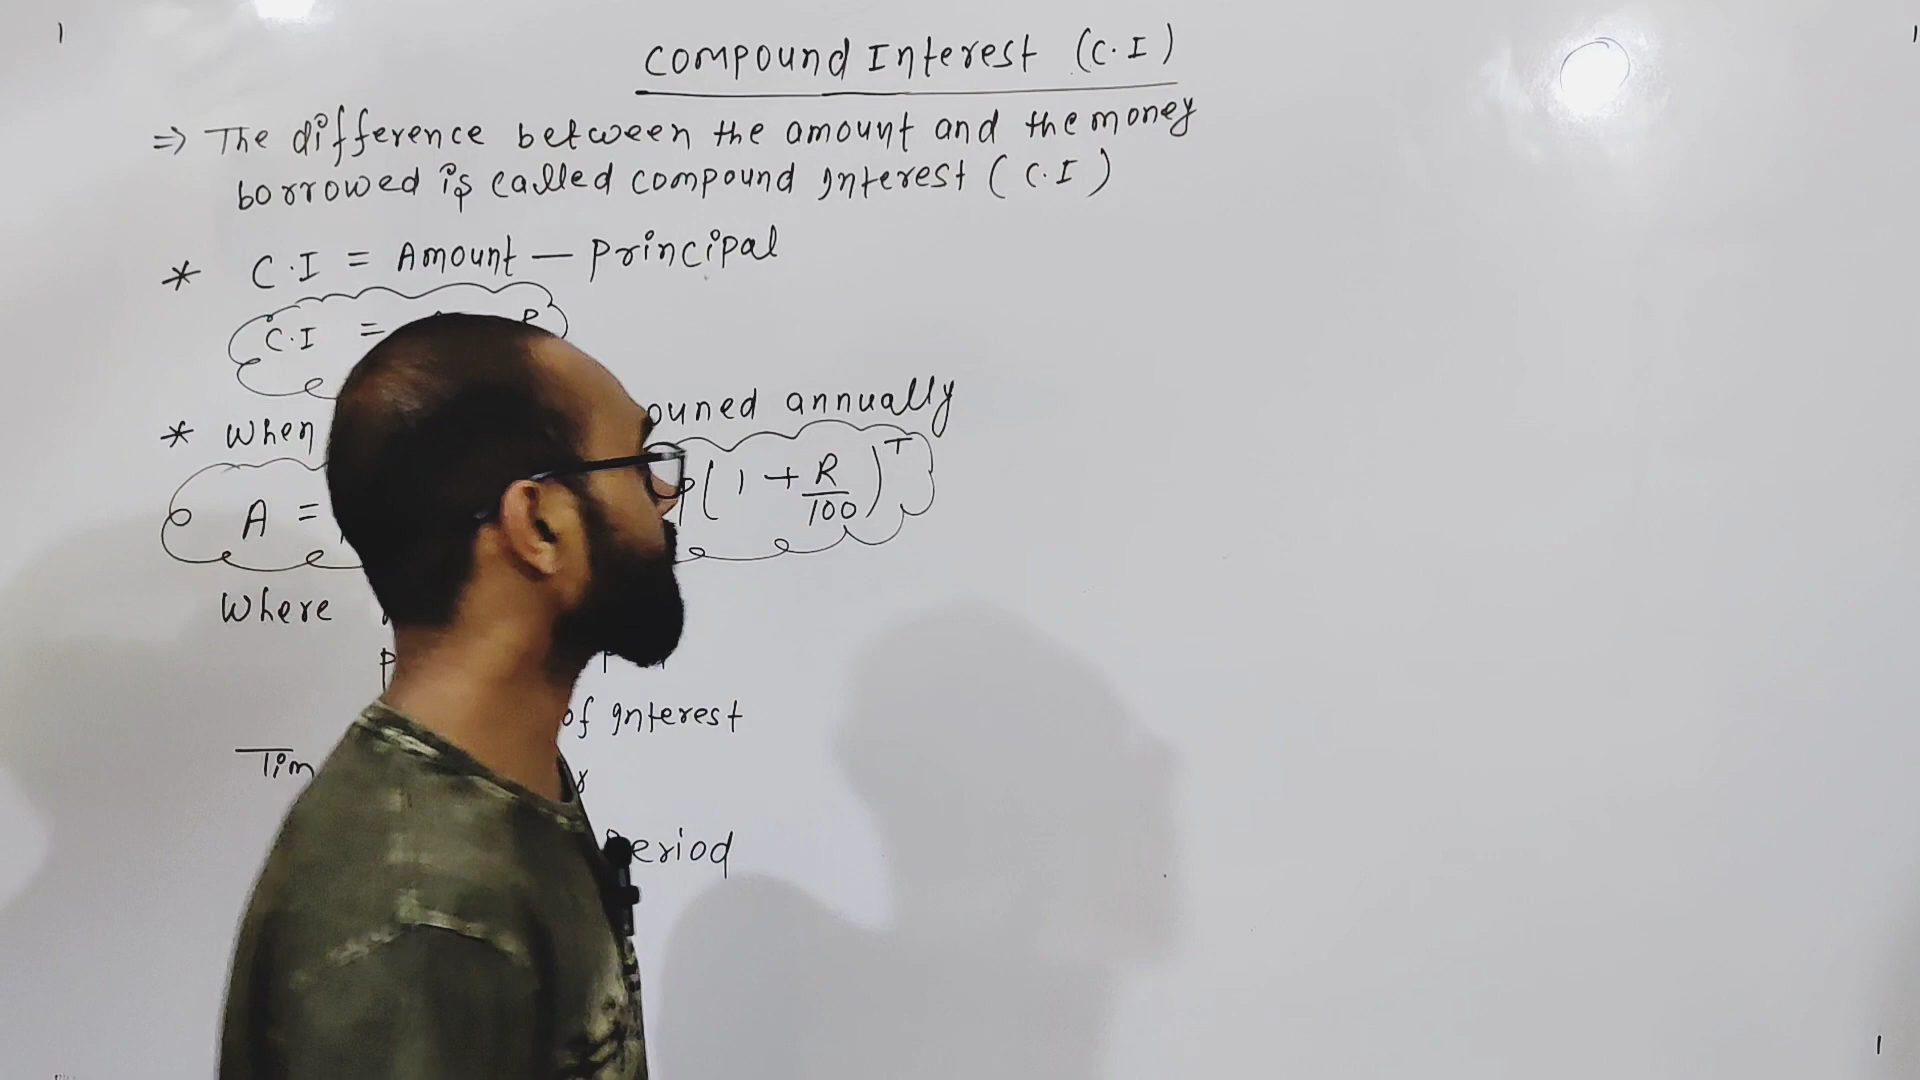 Compound Interest (C.I)
=> The difference between the amount and the money
borrowed is called compound Interest (C.I)
* C.I = Amount — Principal
C.I = P
* When ouned annually
A = P(1 + R/100)^T
Where
P
of Interest
Tim
eriod